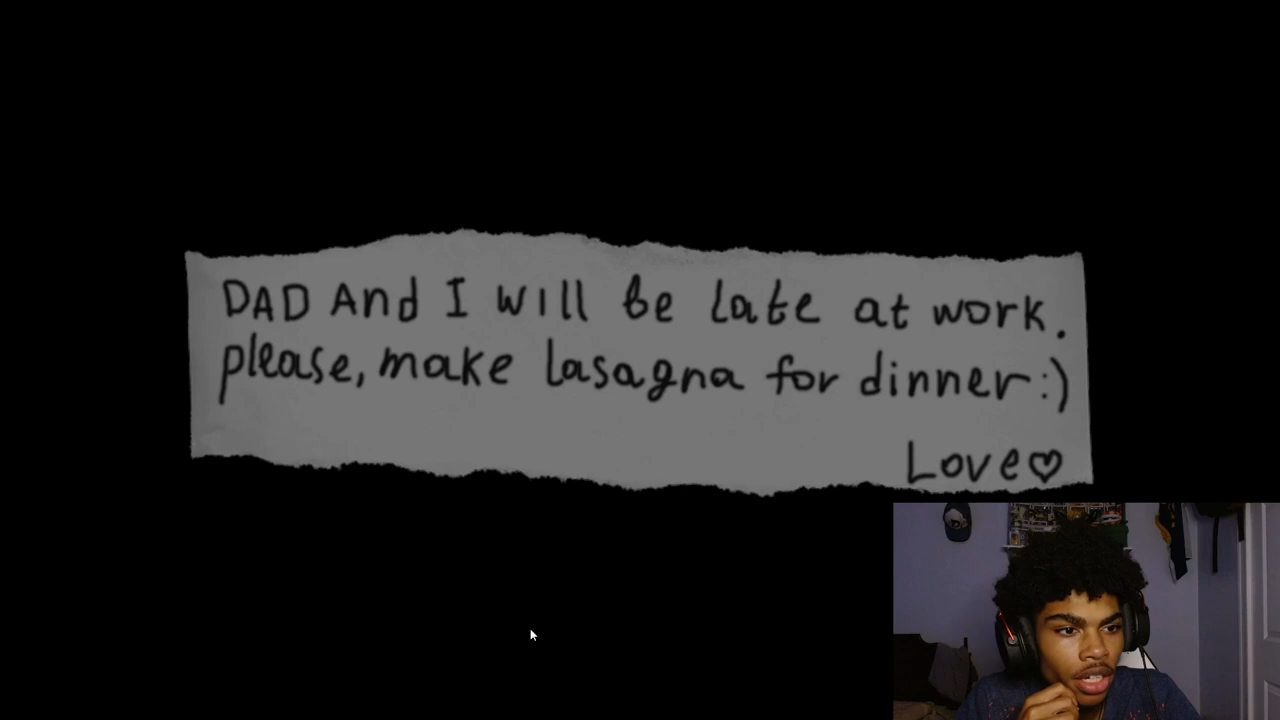 DAD And I will be late at work.
please, make lasagna for dinner :)
Love♡